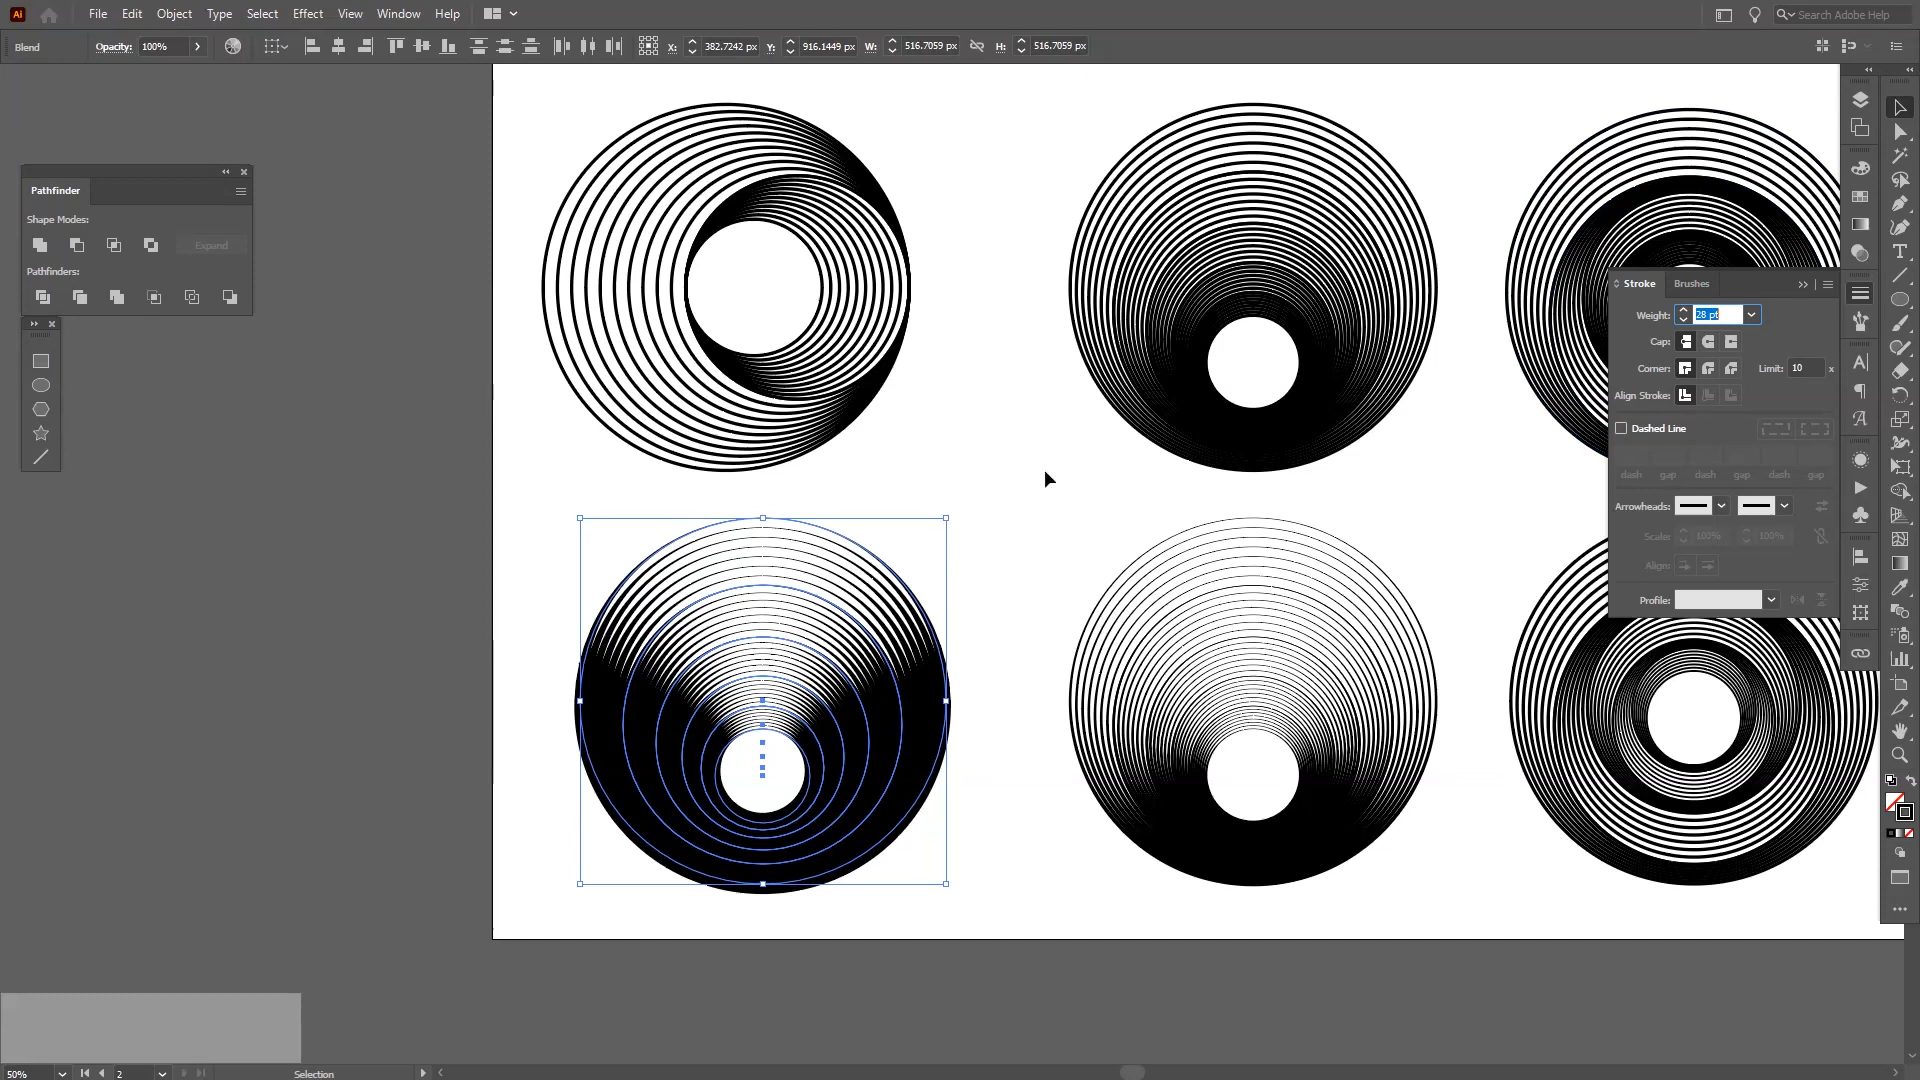 Ai File Edit Object Type Select Effect View Window Help Search Adobe Help
Blend Opacity: 100% X: 382.7242 px Y: 916.1449 px W: 516.7059 px H: 516.7059 px
Pathfinder
Shape Modes:
Expand
Pathfinders:
Stroke Brushes
Weight: 28 pt
Cap:
Corner: Limit: 10 x
Align Stroke:
Dashed Line
dash gap dash gap dash gap
Arrowheads:
Scale: 100% 100%
Align:
Profile:
50% 2 Selection